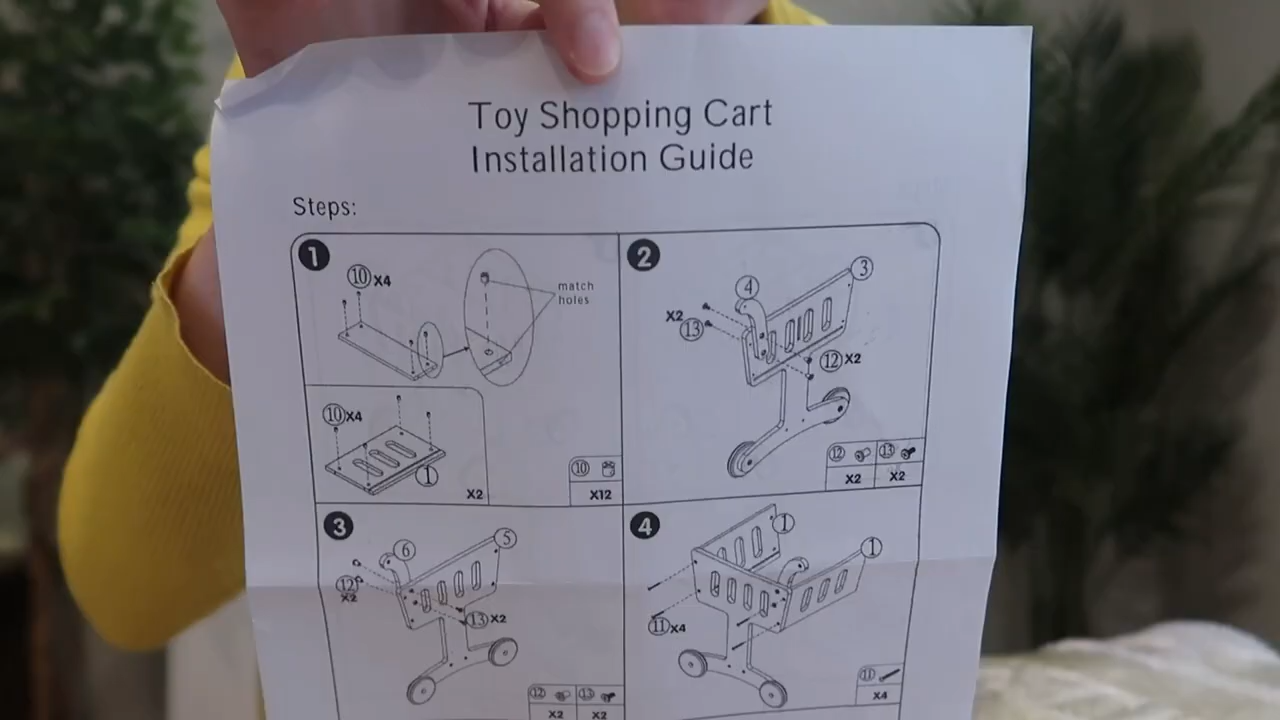 Toy Shopping Cart
Installation Guide
Steps:
1
10 X4
match
holes
10 X4
1
X2
10
X12
2
3
4
X2
13
12 X2
12 13
X2 X2
3
5
6
12
X2
13 X2
12 13
X2 X2
4
1
1
11 X4
11
X4